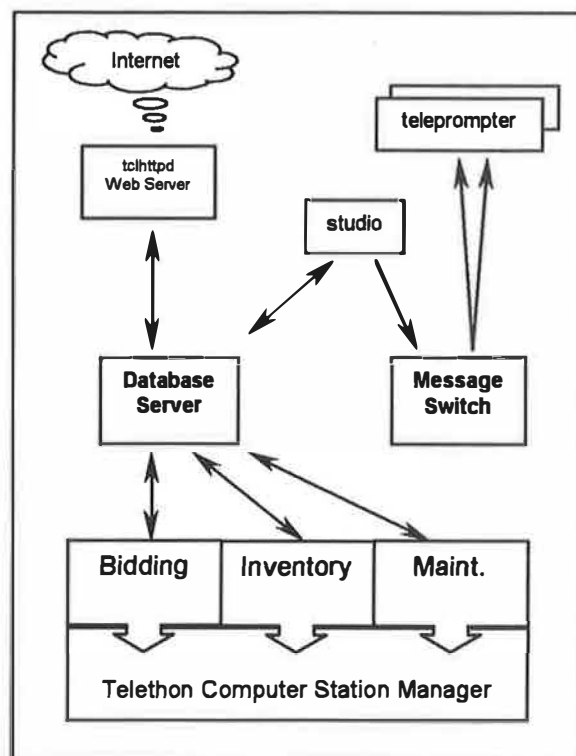 Internet
teleprompter
tclhttpd
Web Server
studio
Database
Server
Message
Switch
Bidding
Inventory
Maint.
Telethon Computer Station Manager